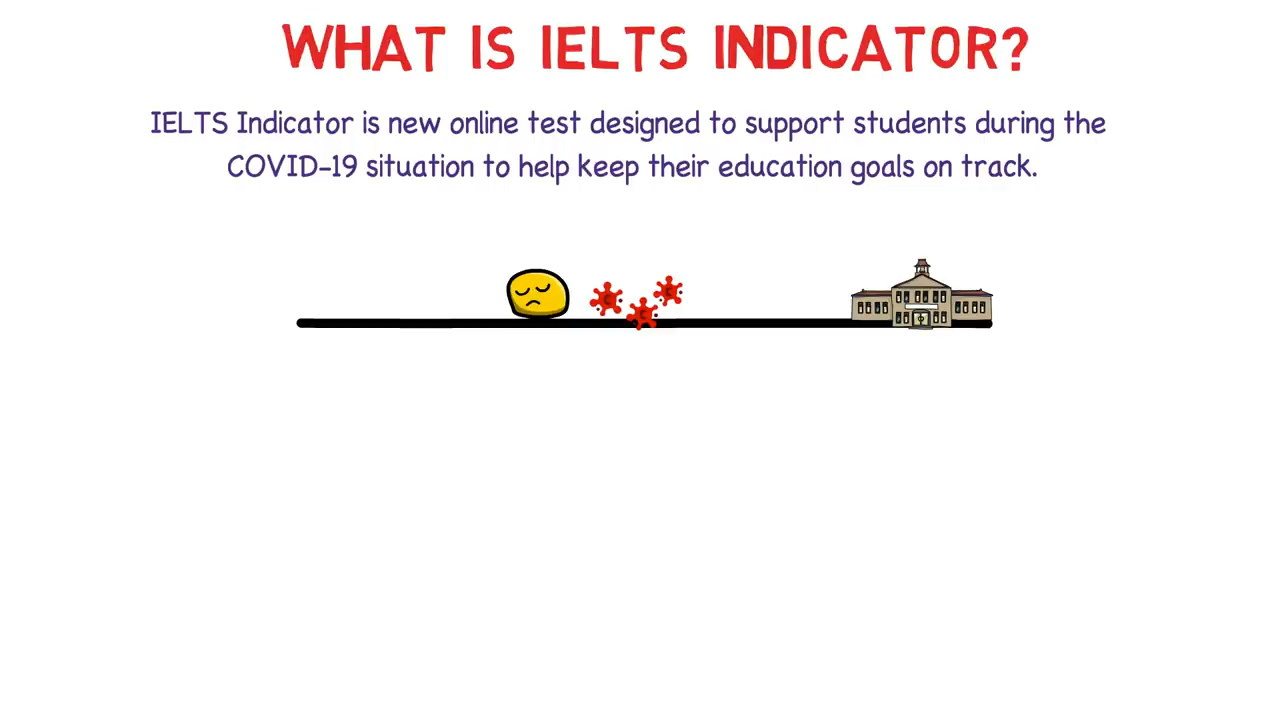 WHAT IS IELTS INDICATOR?
IELTS Indicator is new online test designed to support students during the
COVID-19 situation to help keep their education goals on track.